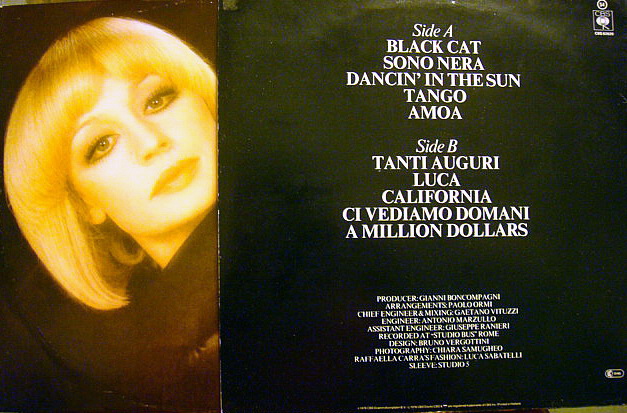 CBS
Side A
BLACK CAT
SONO NERA
DANCIN' IN THE SUN
TANGO
AMOA
Side B
TANTI AUGURI
LUCA
CALIFORNIA
CI VEDIAMO DOMANI
A MILLION DOLLARS
PRODUCER: GIANNI BONCOMPAGNI
ARRANGEMENTS: PAOLO ORMI
CHIEF ENGINEER & MIXING: GAETANO VITUZZI
ENGINEER: ANTONIO MARZULLO
ASSISTANT ENGINEER: GIUSEPPE RANIERI
RECORDED AT "STUDIO BUS" ROME
DESIGN: BRUNO VERGOTTINI
PHOTOGRAPHY: CHIARA SAMUGHEO
RAFFAELLA CARRA'S FASHION: LUCA SABATELLI
SLEEVE: STUDIO 5